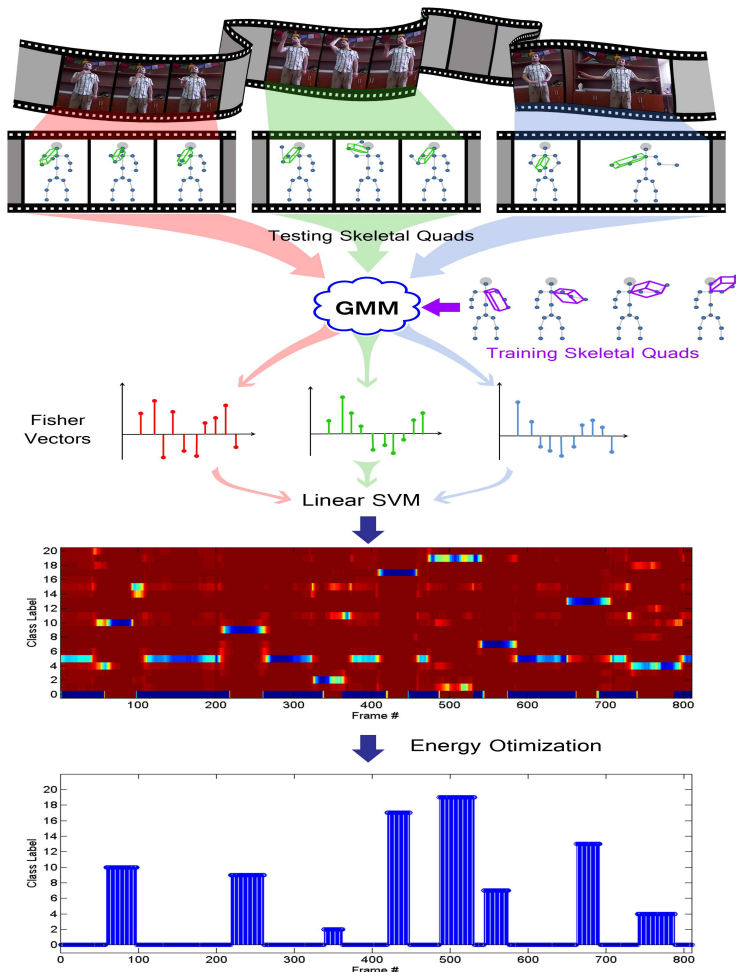 Testing Skeletal Quads
GMM
Training Skeletal Quads
Fisher
Vectors
Linear SVM
20
18
16
14
12
10
8
6
4
2
0
Class Label
100 200 300 400 500 600 700 800
Frame #
Energy Otimization
20
18
16
14
12
10
8
6
4
2
0
Class Label
0 100 200 300 400 500 600 700 800
Frame #